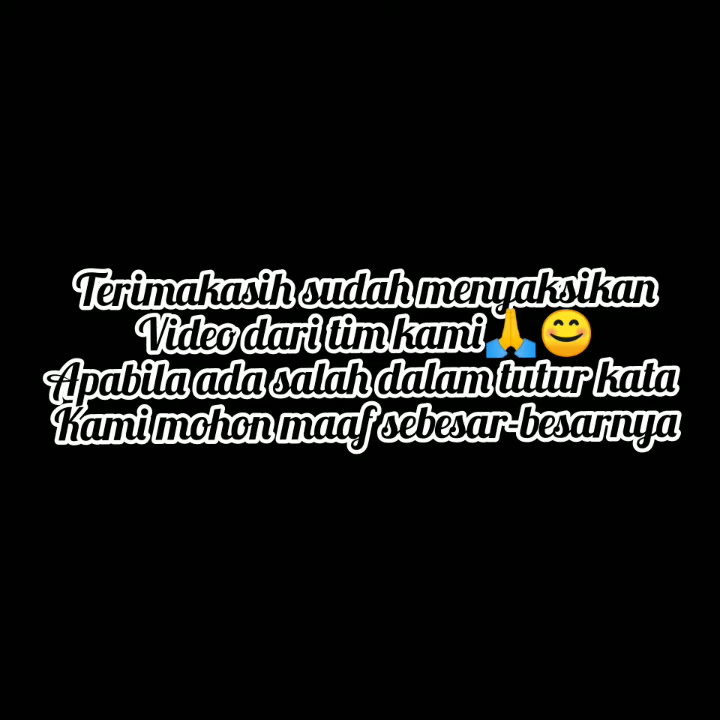 Terimakasih sudah menyaksikan
Video dari tim kami🙏😊
Apabila ada salah dalam tutur kata
Kami mohon maaf sebesar-besarnya